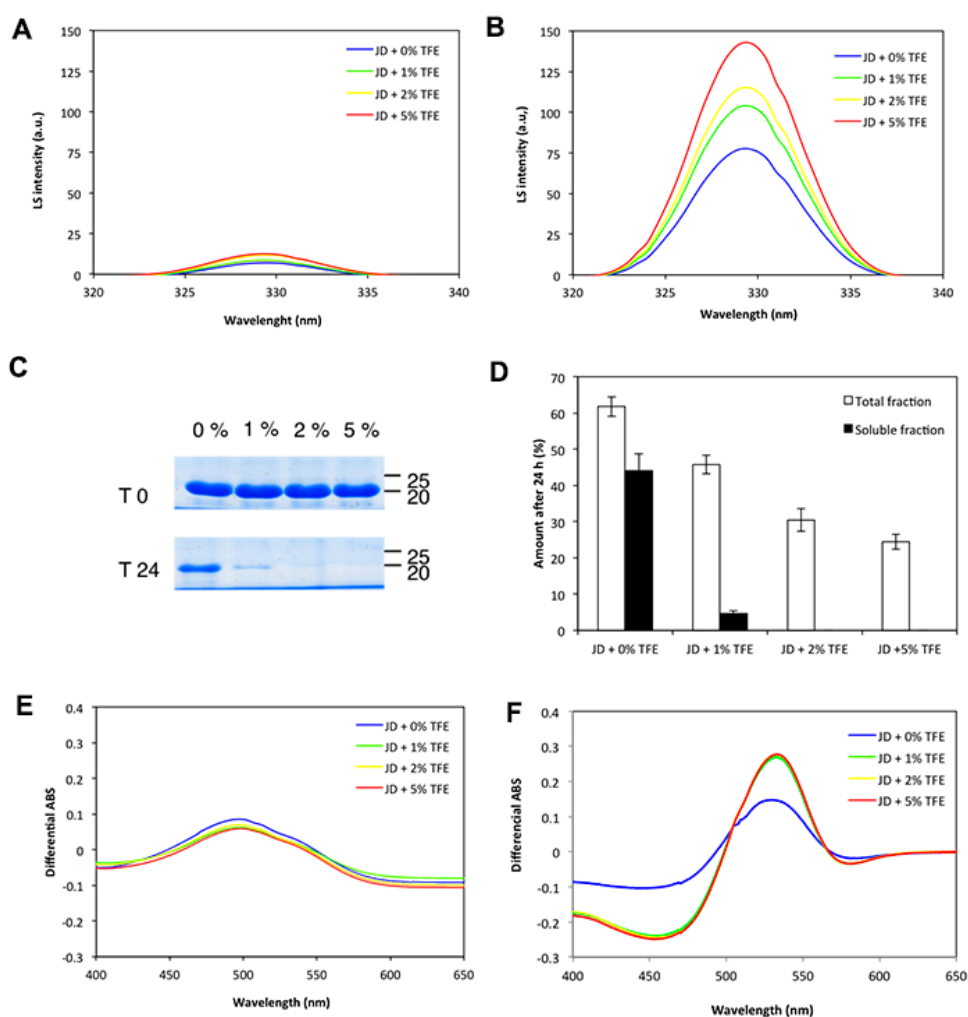 A
LS intensity (a.u.)
150
125
100
75
50
25
0
320
325
330
335
340
Wavelenght (nm)
JD + 0% TFE
JD + 1% TFE
JD + 2% TFE
JD + 5% TFE
B
LS intensity (a.u,)
150
125
100
75
50
25
0
320
325
330
335
340
Wavelength (nm)
JD + 0% TFE
JD + 1% TFE
JD + 2% TFE
JD + 5% TFE
C
0 % 1 % 2 % 5 %
T 0
25
20
T 24
25
20
D
Amount after 24 h (%)
70
60
50
40
30
20
10
0
Total fraction
Soluble fraction
JD + 0% TFE
JD + 1% TFE
JD + 2% TFE
JD +5% TFE
E
Differential ABS
0.4
0.3
0.2
0.1
0
-0.1
-0.2
-0.3
400
450
500
550
600
650
Wavelength (nm)
JD + 0% TFE
JD + 1% TFE
JD + 2% TFE
JD + 5% TFE
F
Differencial ABS
0.4
0.3
0.2
0.1
0
-0.1
-0.2
-0.3
400
450
500
550
600
650
Wavelength (nm)
JD + 0% TFE
JD + 1% TFE
JD + 2% TFE
JD + 5% TFE